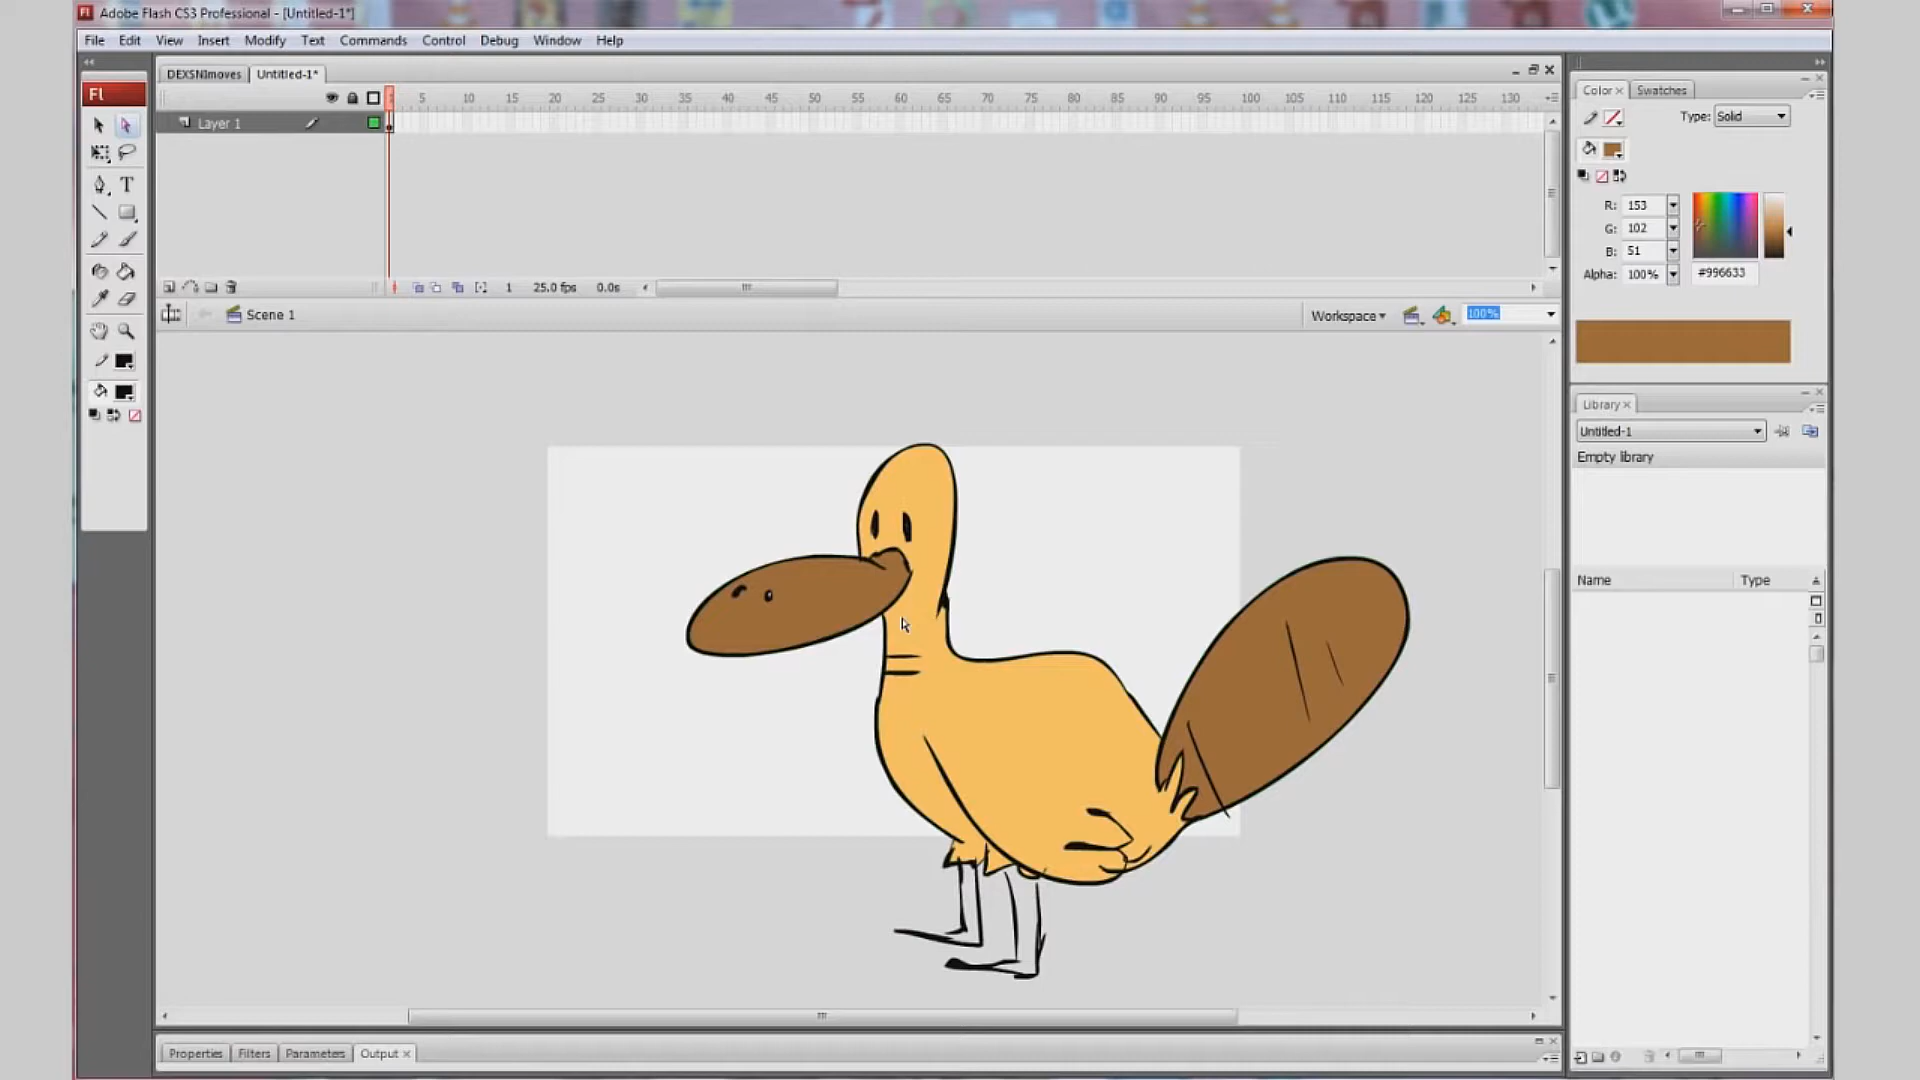 Fl Adobe Flash CS3 Professional - [Untitled-1*]
File Edit View Insert Modify Text Commands Control Debug Window Help
DEXSNImoves Untitled-1*
Fl
5 10 15 20 25 30 35 40 45 50 55 60 65 70 75 80 85 90 95 100 105 110 115 120 125 130
Layer 1
1 25.0 fps 0.0s
Scene 1
Workspace 100%
T
Color Swatches
Type: Solid
R: 153
G: 102
B: 51
Alpha: 100% #996633
Library
Untitled-1
Empty library
Name Type
Properties Filters Parameters Output